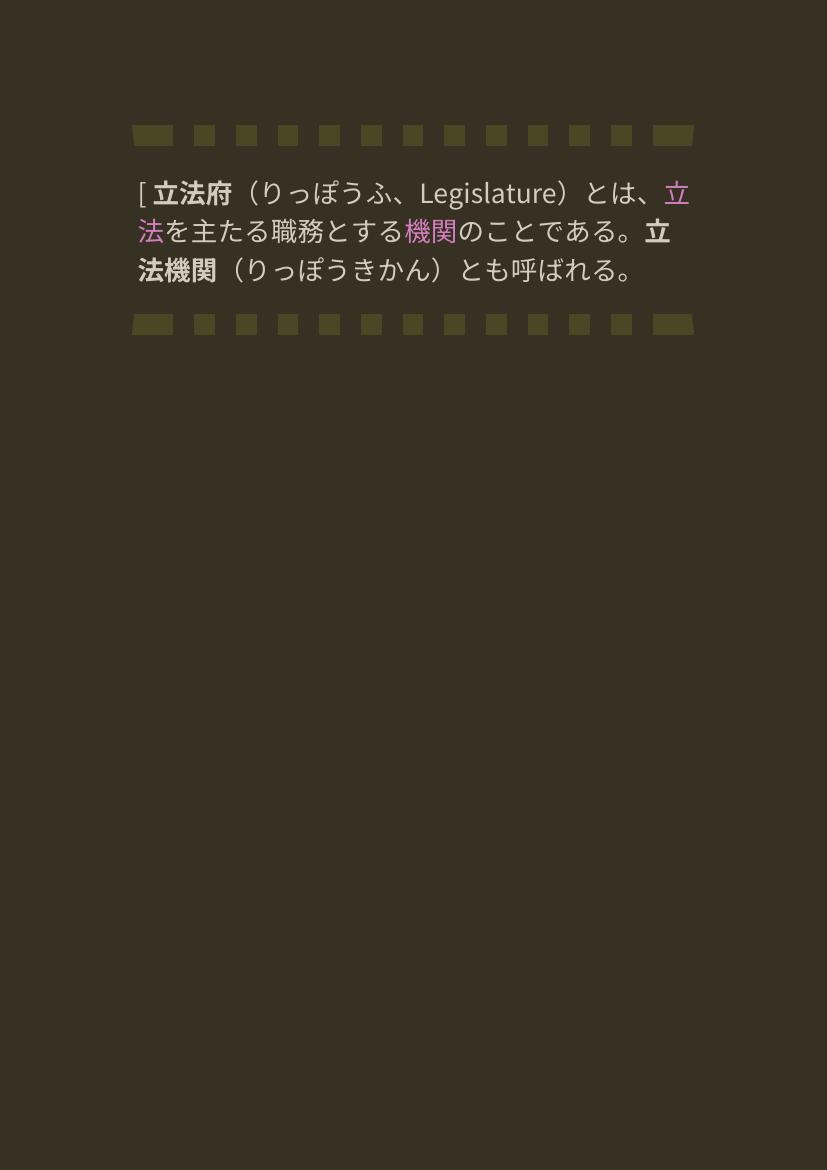 [ 立法府（りっぽうふ、Legislature）とは、立
法を主たる職務とする機関のことである。立
法機関（りっぽうきかん）とも呼ばれる。